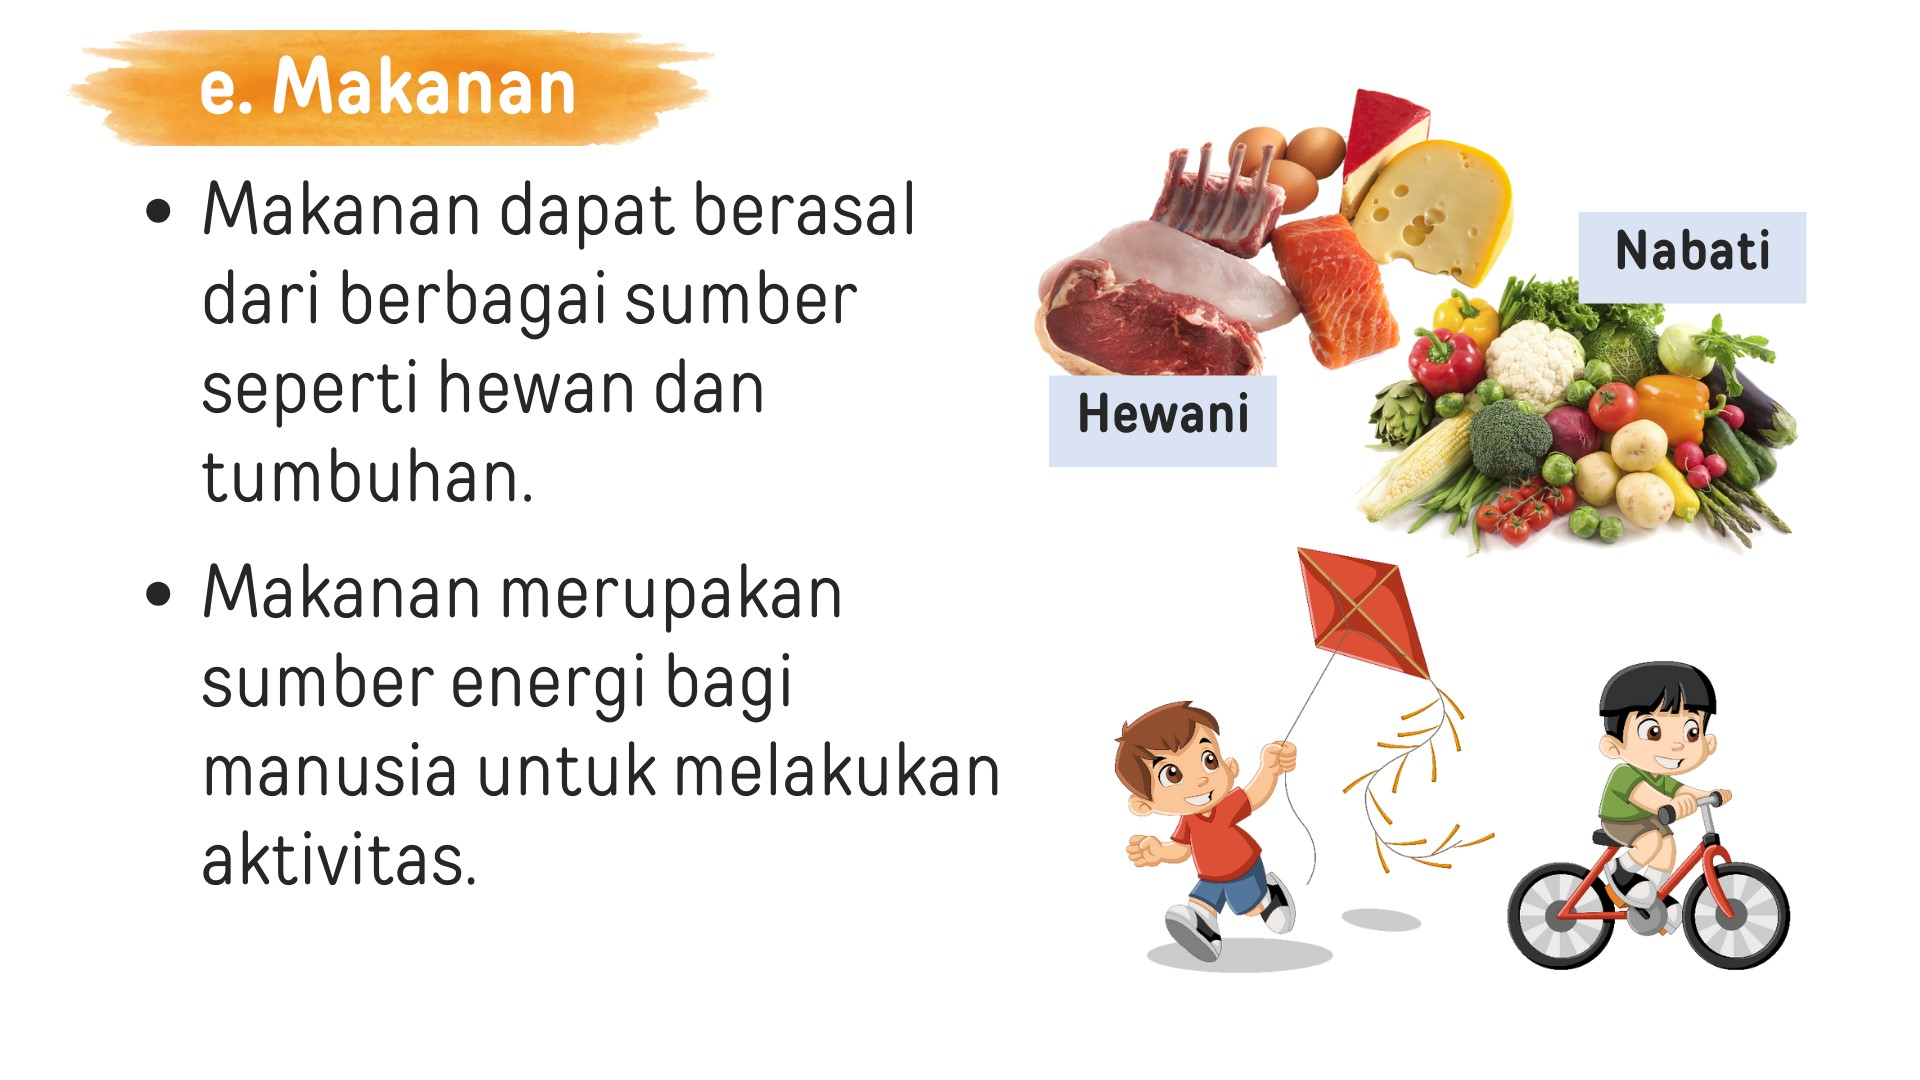 e. Makanan
• Makanan dapat berasal
dari berbagai sumber
seperti hewan dan
tumbuhan.
• Makanan merupakan
sumber energi bagi
manusia untuk melakukan
aktivitas.
Nabati
Hewani